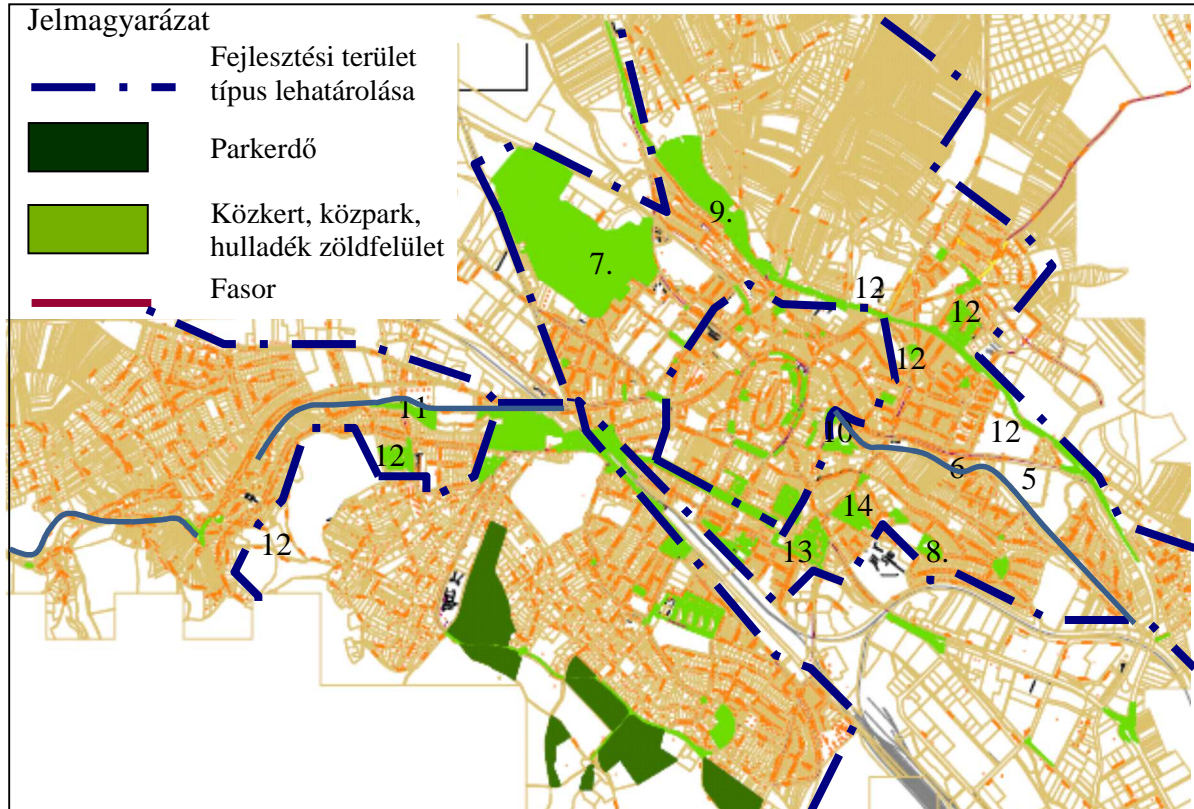 Jelmagyarázat
Fejlesztési terület
típus lehatárolása
Parkerdő
Közkert, közpark,
hulladék zöldfelület
Fasor
9.
7.
12
12
12
11
10
12
12
6
5
14
12
13
8.